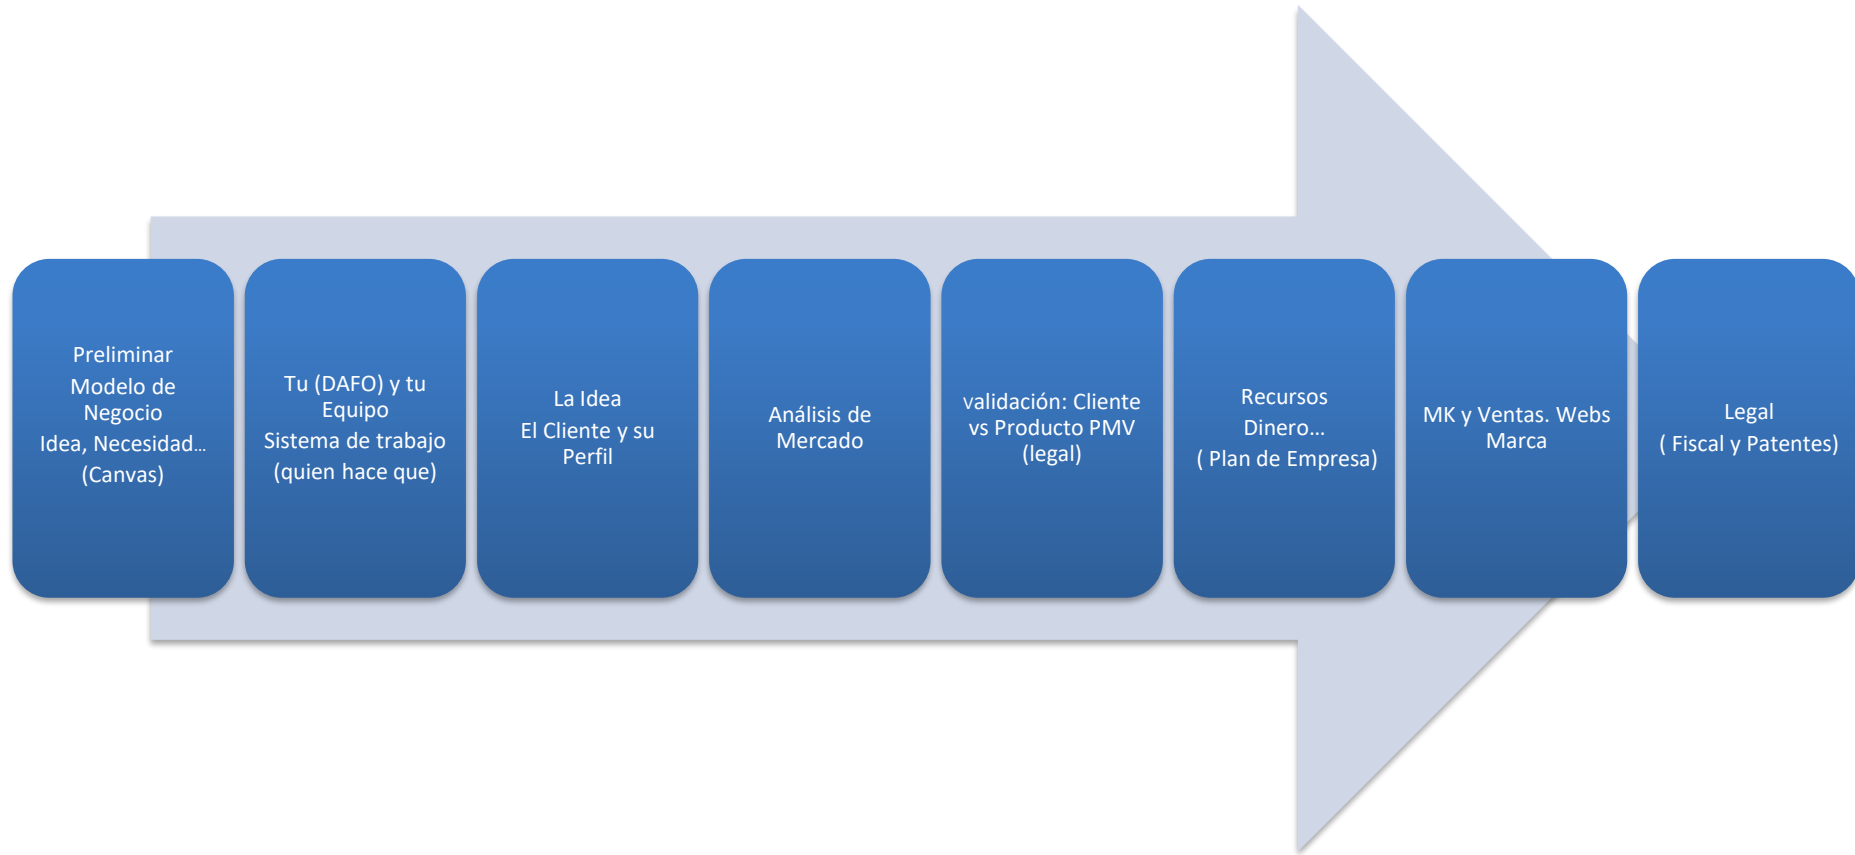 Preliminar
Modelo de
Negocio
Idea, Necesidad...
(Canvas)
Tu (DAFO) y tu
Equipo
Sistema de trabajo
(quien hace que)
La Idea
El Cliente y su
Perfil
Análisis de
Mercado
validación: Cliente
vs Producto PMV
(legal)
Recursos
Dinero...
( Plan de Empresa)
MK y Ventas. Webs
Marca
Legal
( Fiscal y Patentes)